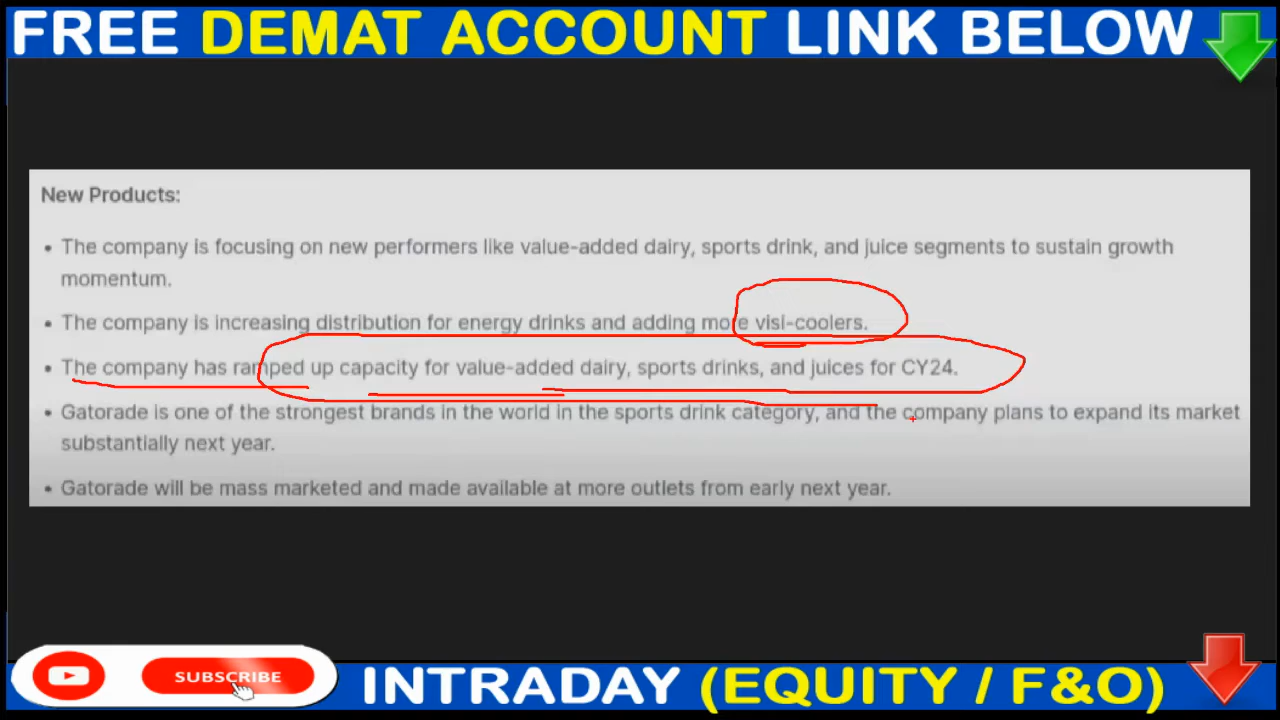 FREE DEMAT ACCOUNT LINK BELOW
New Products:
• The company is focusing on new performers like value-added dairy, sports drink, and juice segments to sustain growth
momentum.
• The company is increasing distribution for energy drinks and adding more visi-coolers.
• The company has ramped up capacity for value-added dairy, sports drinks, and juices for CY24.
• Gatorade is one of the strongest brands in the world in the sports drink category, and the company plans to expand its market
substantially next year.
• Gatorade will be mass marketed and made available at more outlets from early next year.
SUBSCRIBE
INTRADAY (EQUITY / F&O)